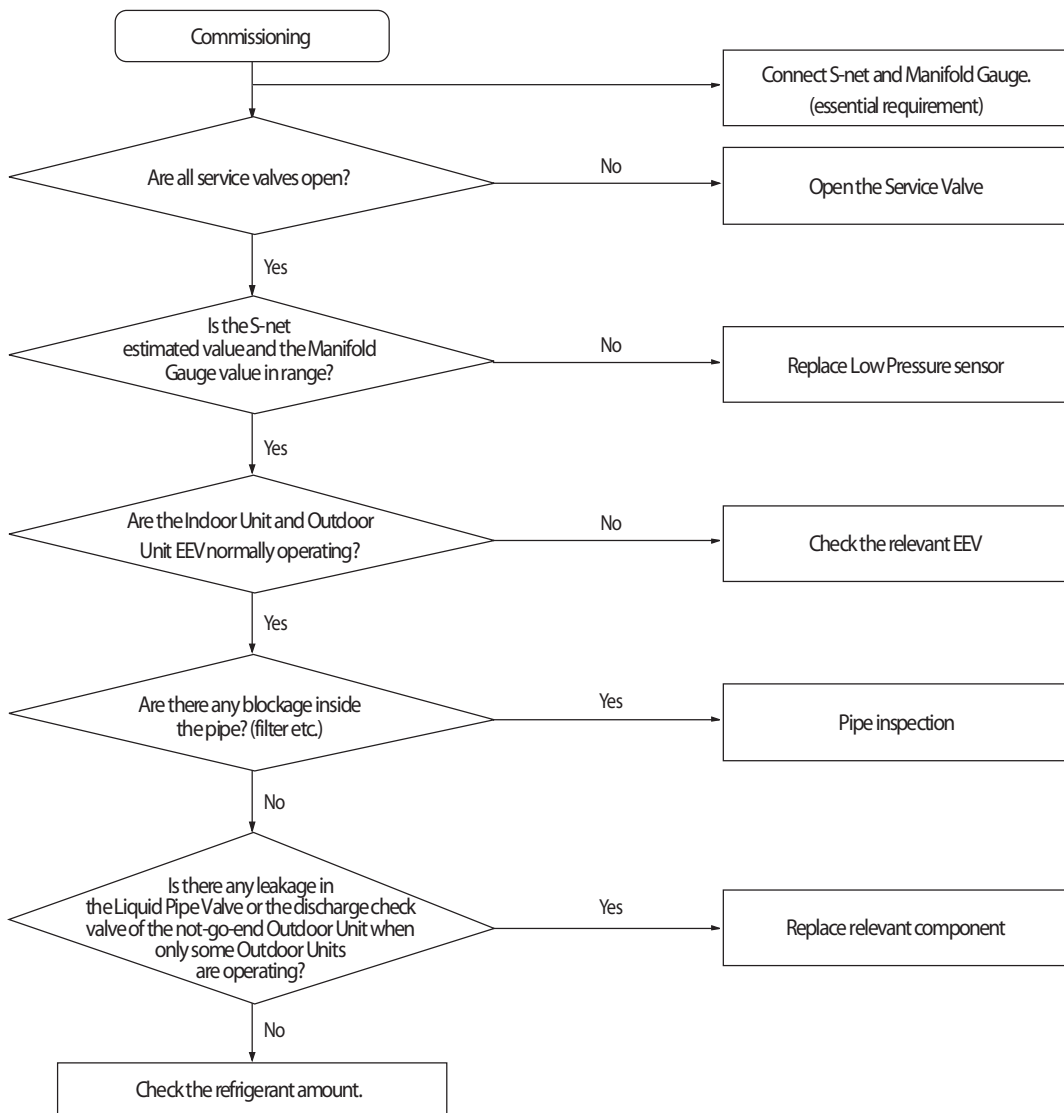 Commissioning
Connect S-net and Manifold Gauge.
(essential requirement)
Are all service valves open?
No
Open the Service Valve
Yes
Is the S-net
estimated value and the Manifold
Gauge value in range?
No
Replace Low Pressure sensor
Yes
Are the Indoor Unit and Outdoor
Unit EEV normally operating?
No
Check the relevant EEV
Yes
Are there any blockage inside
the pipe? (filter etc.)
Yes
Pipe inspection
No
Is there any leakage in
the Liquid Pipe Valve or the discharge check
valve of the not-go-end Outdoor Unit when
only some Outdoor Units
are operating?
Yes
Replace relevant component
No
Check the refrigerant amount.